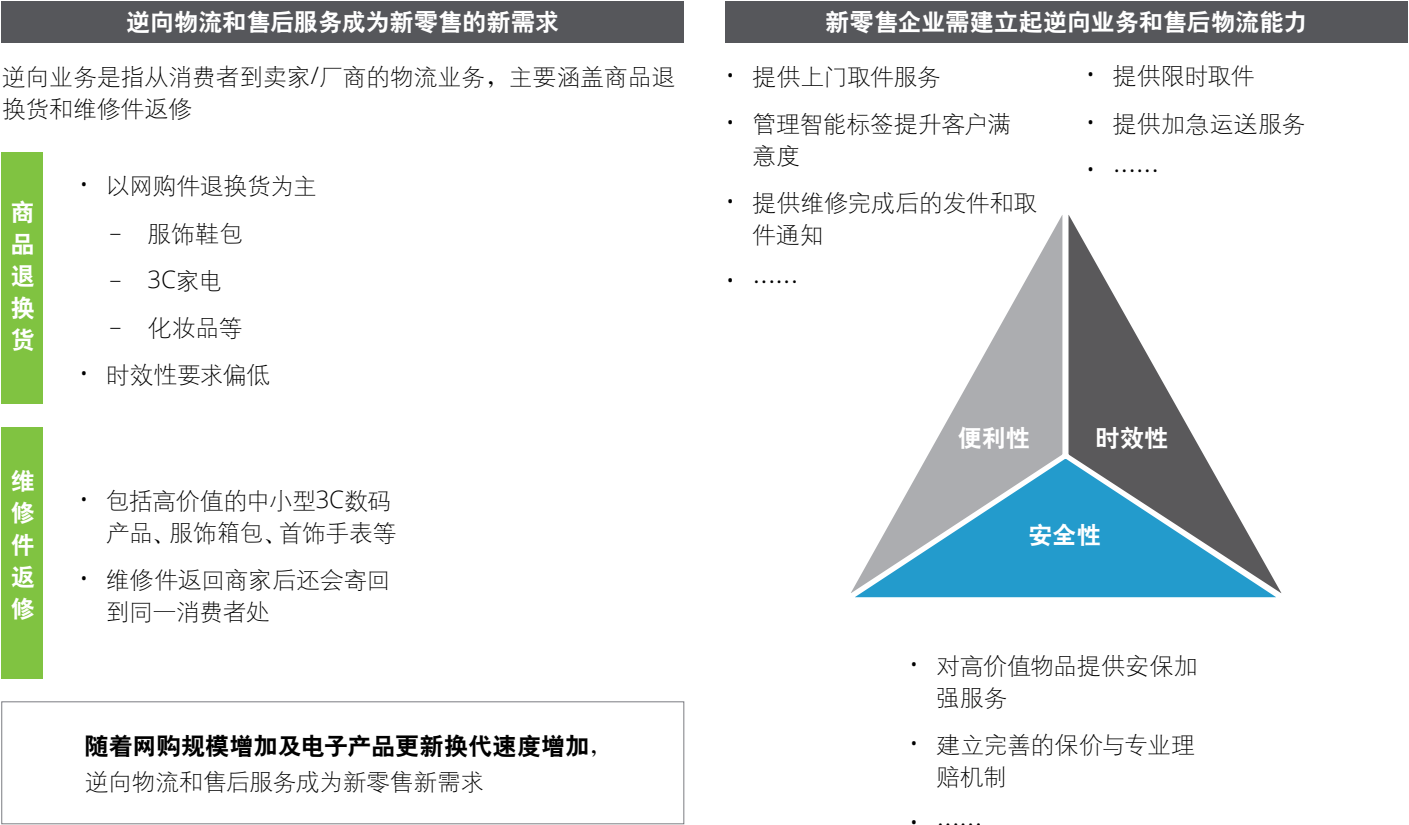 逆向物流和售后服务成为新零售的新需求
逆向业务是指从消费者到卖家/厂商的物流业务，主要涵盖商品退
换货和维修件返修
商品退换货
· 以网购件退换货为主
– 服饰鞋包
– 3C家电
– 化妆品等
· 时效性要求偏低
维修件返修
· 包括高价值的中小型3C数码
产品、服饰箱包、首饰手表等
· 维修件返回商家后还会寄回
到同一消费者处
随着网购规模增加及电子产品更新换代速度增加，
逆向物流和售后服务成为新零售新需求
新零售企业需建立起逆向业务和售后物流能力
· 提供上门取件服务
· 管理智能标签提升客户满
意度
· 提供维修完成后的发件和取
件通知
· ……
· 提供限时取件
· 提供加急运送服务
· ……
便利性
时效性
安全性
· 对高价值物品提供安保加
强服务
· 建立完善的保价与专业理
赔机制
· ……